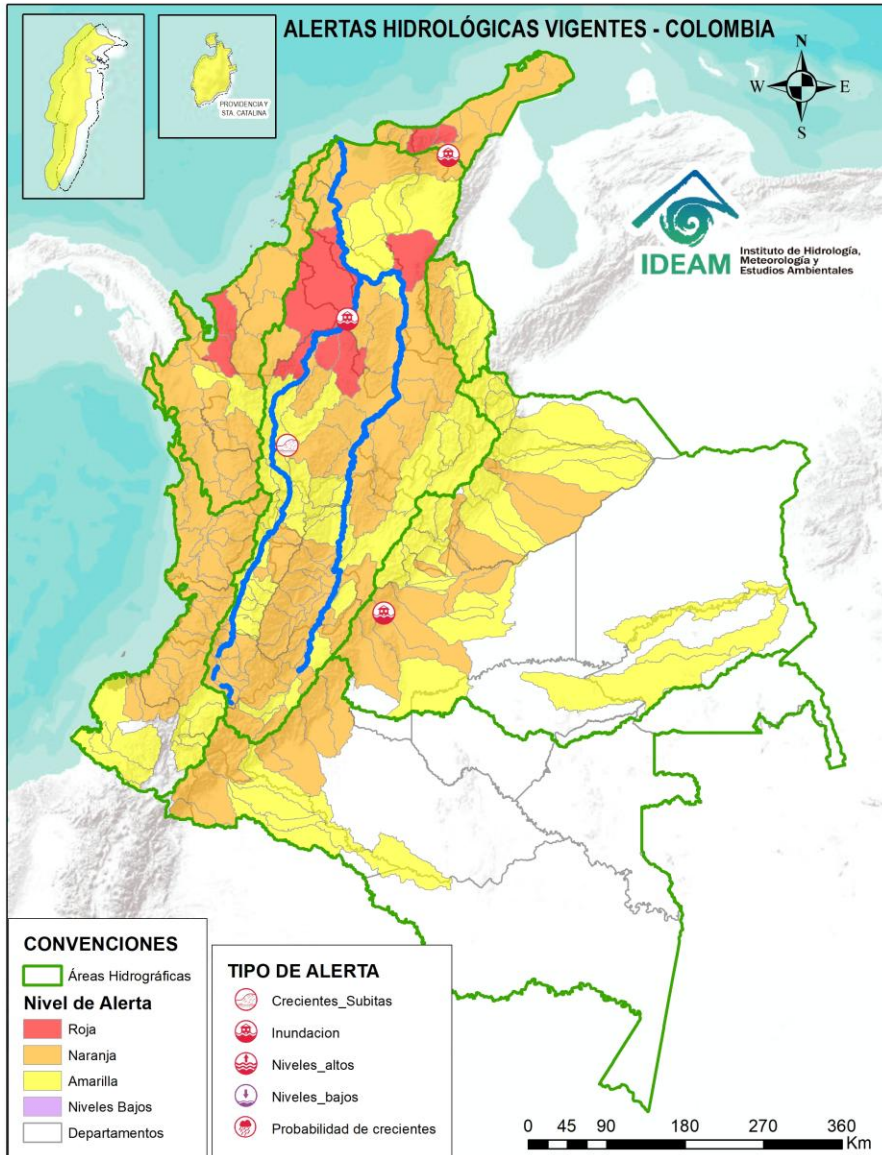 ALERTAS HIDROLÓGICAS VIGENTES - COLOMBIA
PROVIDENCIA Y
STA. CATALINA
N
W
E
S
IDEAM
Instituto de Hidrología,
Meteorología y
Estudios Ambientales
CONVENCIONES
Áreas Hidrográficas
Nivel de Alerta
Roja
Naranja
Amarilla
Niveles Bajos
Departamentos
TIPO DE ALERTA
Crecientes_Subitas
Inundacion
Niveles_altos
Niveles_bajos
Probabilidad de crecientes
0 45 90 180 270 360
Km